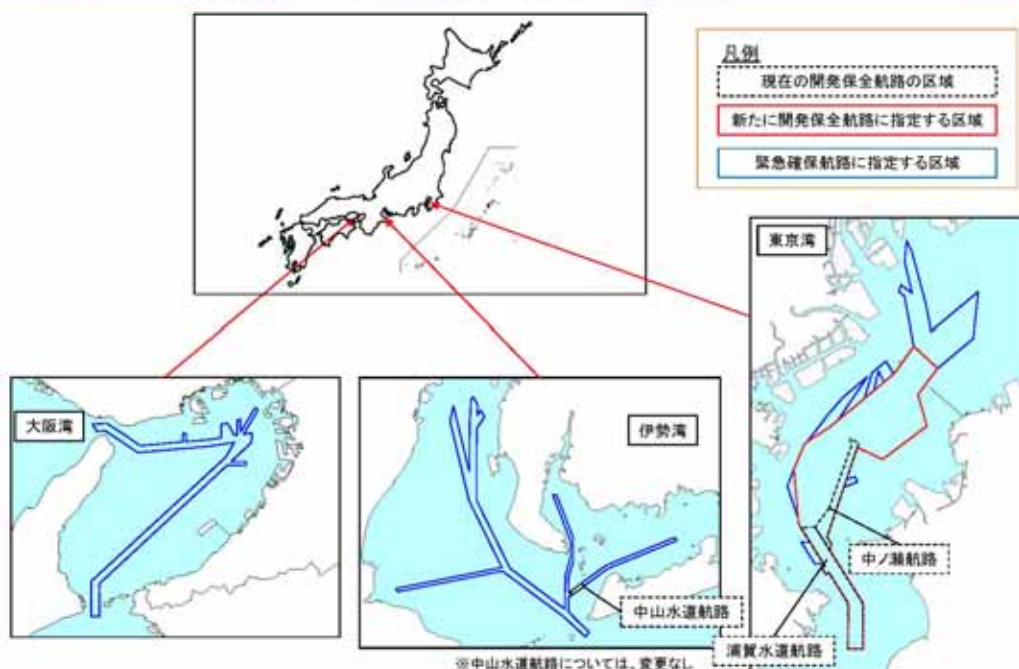 凡例
現在の開発保全航路の区域
新たに開発保全航路に指定する区域
緊急確保航路に指定する区域
東京湾
大阪湾
伊勢湾
中ノ瀬航路
中山水道航路
浦賀水道航路
※中山水道航路については、変更なし